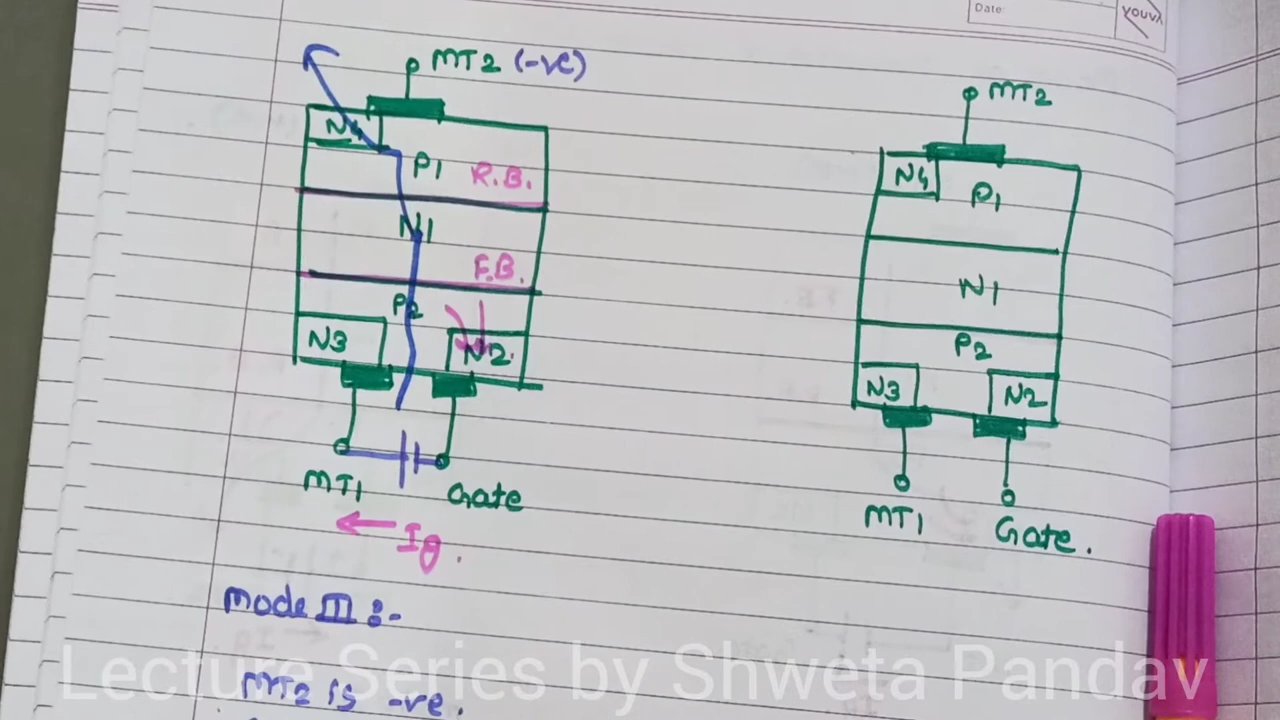 Date:
youva
MT2 (-ve)
N4
P1
R.B.
N1
F.B.
P2
N3
N2
MT1
Gate
Ig.
Mode III :-
MT2 is -ve.
MT2
N4
P1
N1
P2
N3
N2
MT1
Gate.
Lecture Series by Shweta Pandav